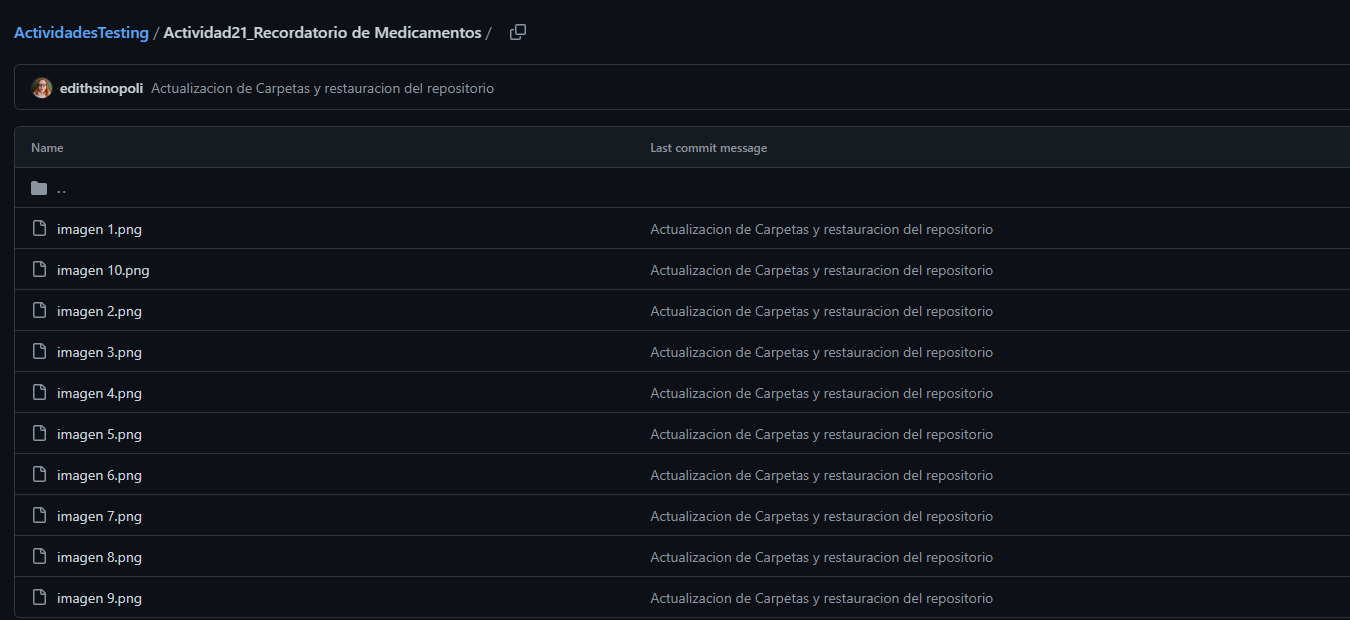 ActividadesTesting / Actividad21_Recordatorio de Medicamentos /
edithsinopoli Actualizacion de Carpetas y restauracion del repositorio
Name Last commit message
..
imagen 1.png Actualizacion de Carpetas y restauracion del repositorio
imagen 10.png Actualizacion de Carpetas y restauracion del repositorio
imagen 2.png Actualizacion de Carpetas y restauracion del repositorio
imagen 3.png Actualizacion de Carpetas y restauracion del repositorio
imagen 4.png Actualizacion de Carpetas y restauracion del repositorio
imagen 5.png Actualizacion de Carpetas y restauracion del repositorio
imagen 6.png Actualizacion de Carpetas y restauracion del repositorio
imagen 7.png Actualizacion de Carpetas y restauracion del repositorio
imagen 8.png Actualizacion de Carpetas y restauracion del repositorio
imagen 9.png Actualizacion de Carpetas y restauracion del repositorio